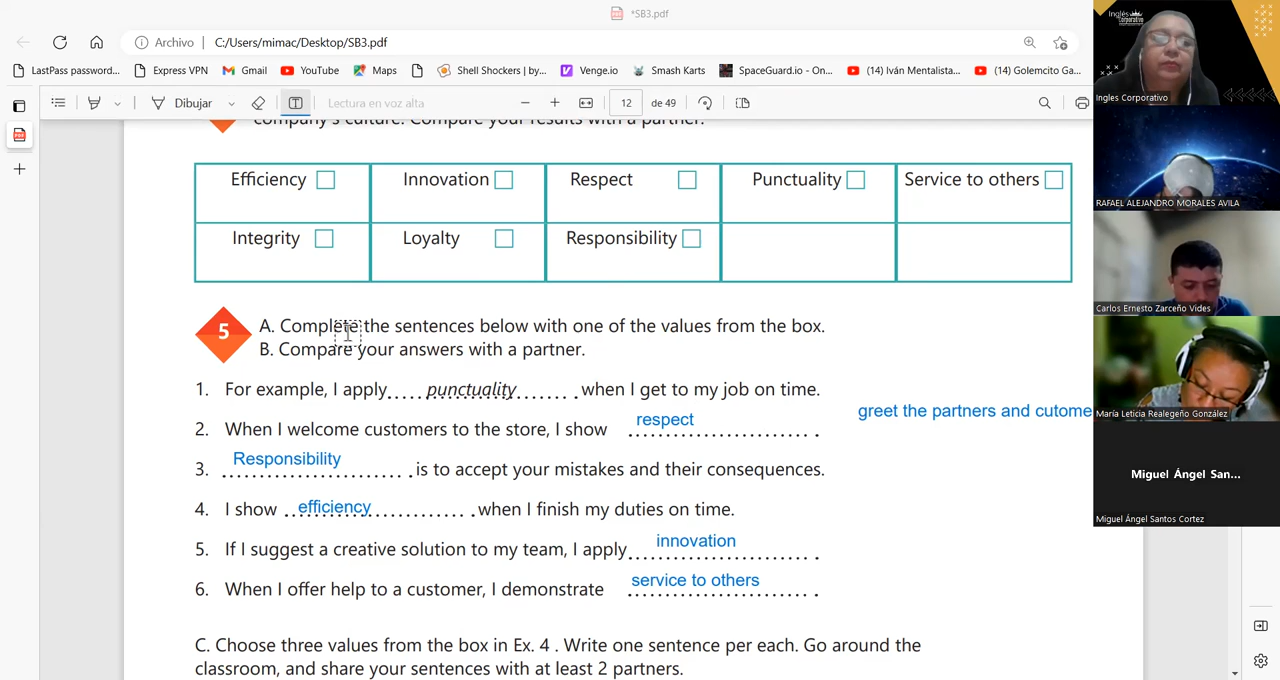 *SB3.pdf
Archivo | C:/Users/mimac/Desktop/SB3.pdf
LastPass password... Express VPN Gmail YouTube Maps Shell Shockers | by... Venge.io Smash Karts SpaceGuard.io - On... (14) Iván Mentalista... (14) Golemcito Ga...
Dibujar Lectura en voz alta 12 de 49
company's culture. Compare your results with a partner.
Efficiency Innovation Respect Punctuality Service to others
Integrity Loyalty Responsibility
5
A. Complete the sentences below with one of the values from the box.
B. Compare your answers with a partner.
1. For example, I apply.....punctuality.......when I get to my job on time.
greet the partners and cutome
2. When I welcome customers to the store, I show respect .
3. Responsibility is to accept your mistakes and their consequences.
4. I show efficiency when I finish my duties on time.
5. If I suggest a creative solution to my team, I apply innovation .
6. When I offer help to a customer, I demonstrate service to others .
C. Choose three values from the box in Ex. 4 . Write one sentence per each. Go around the
classroom, and share your sentences with at least 2 partners.
Inglés
Corporativo
Ingles Corporativo
RAFAEL ALEJANDRO MORALES AVILA
Carlos Ernesto Zarceño Vides
María Leticia Realegeño González
Miguel Ángel San...
Miguel Ángel Santos Cortez